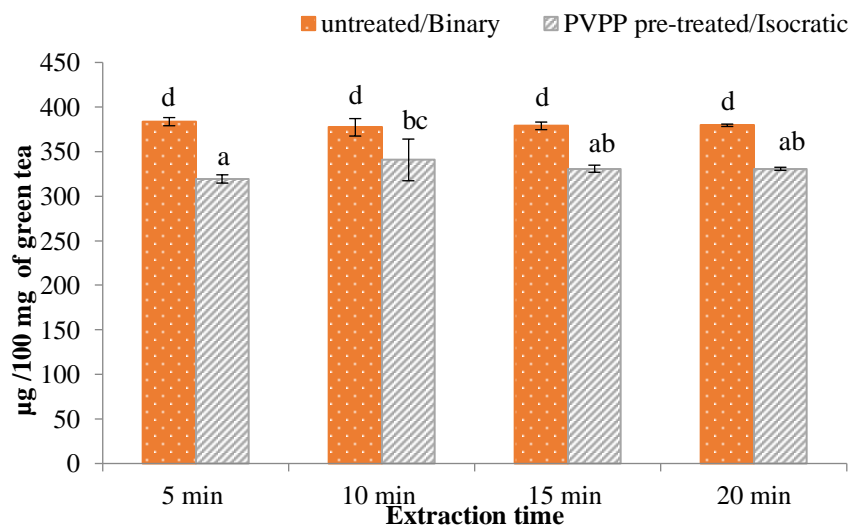 untreated/Binary PVPP pre-treated/Isocratic
450
400
350
300
250
200
150
100
50
0
µg /100 mg of green tea
d a d bc d ab d ab
5 min 10 min 15 min 20 min
Extraction time